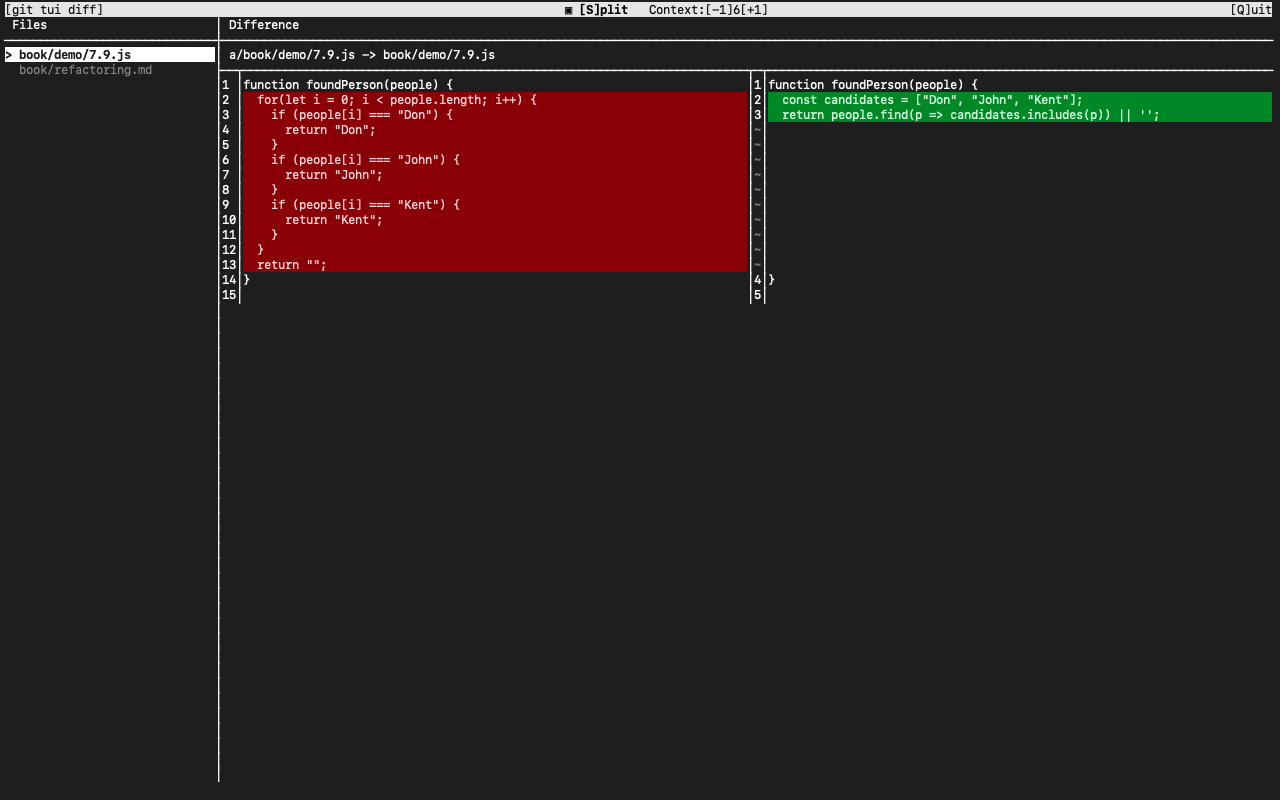 [git tui diff] ▣ [S]plit Context:[-1]6[+1] [Q]uit
Files
> book/demo/7.9.js
book/refactoring.md
Difference
a/book/demo/7.9.js -> book/demo/7.9.js
1 function foundPerson(people) {
2   for(let i = 0; i < people.length; i++) {
3     if (people[i] === "Don") {
4       return "Don";
5     }
6     if (people[i] === "John") {
7       return "John";
8     }
9     if (people[i] === "Kent") {
10       return "Kent";
11     }
12   }
13   return "";
14 }
15
1 function foundPerson(people) {
2   const candidates = ["Don", "John", "Kent"];
3   return people.find(p => candidates.includes(p)) || '';
~
~
~
~
~
~
~
~
~
~
4 }
5